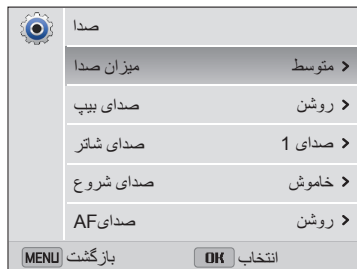 صدا
میزان صدا متوسط
صدای بیپ روشن
صدای شاتر صدای 1
صدای شروع خاموش
صدایAF روشن
MENU بازگشت OK انتخاب